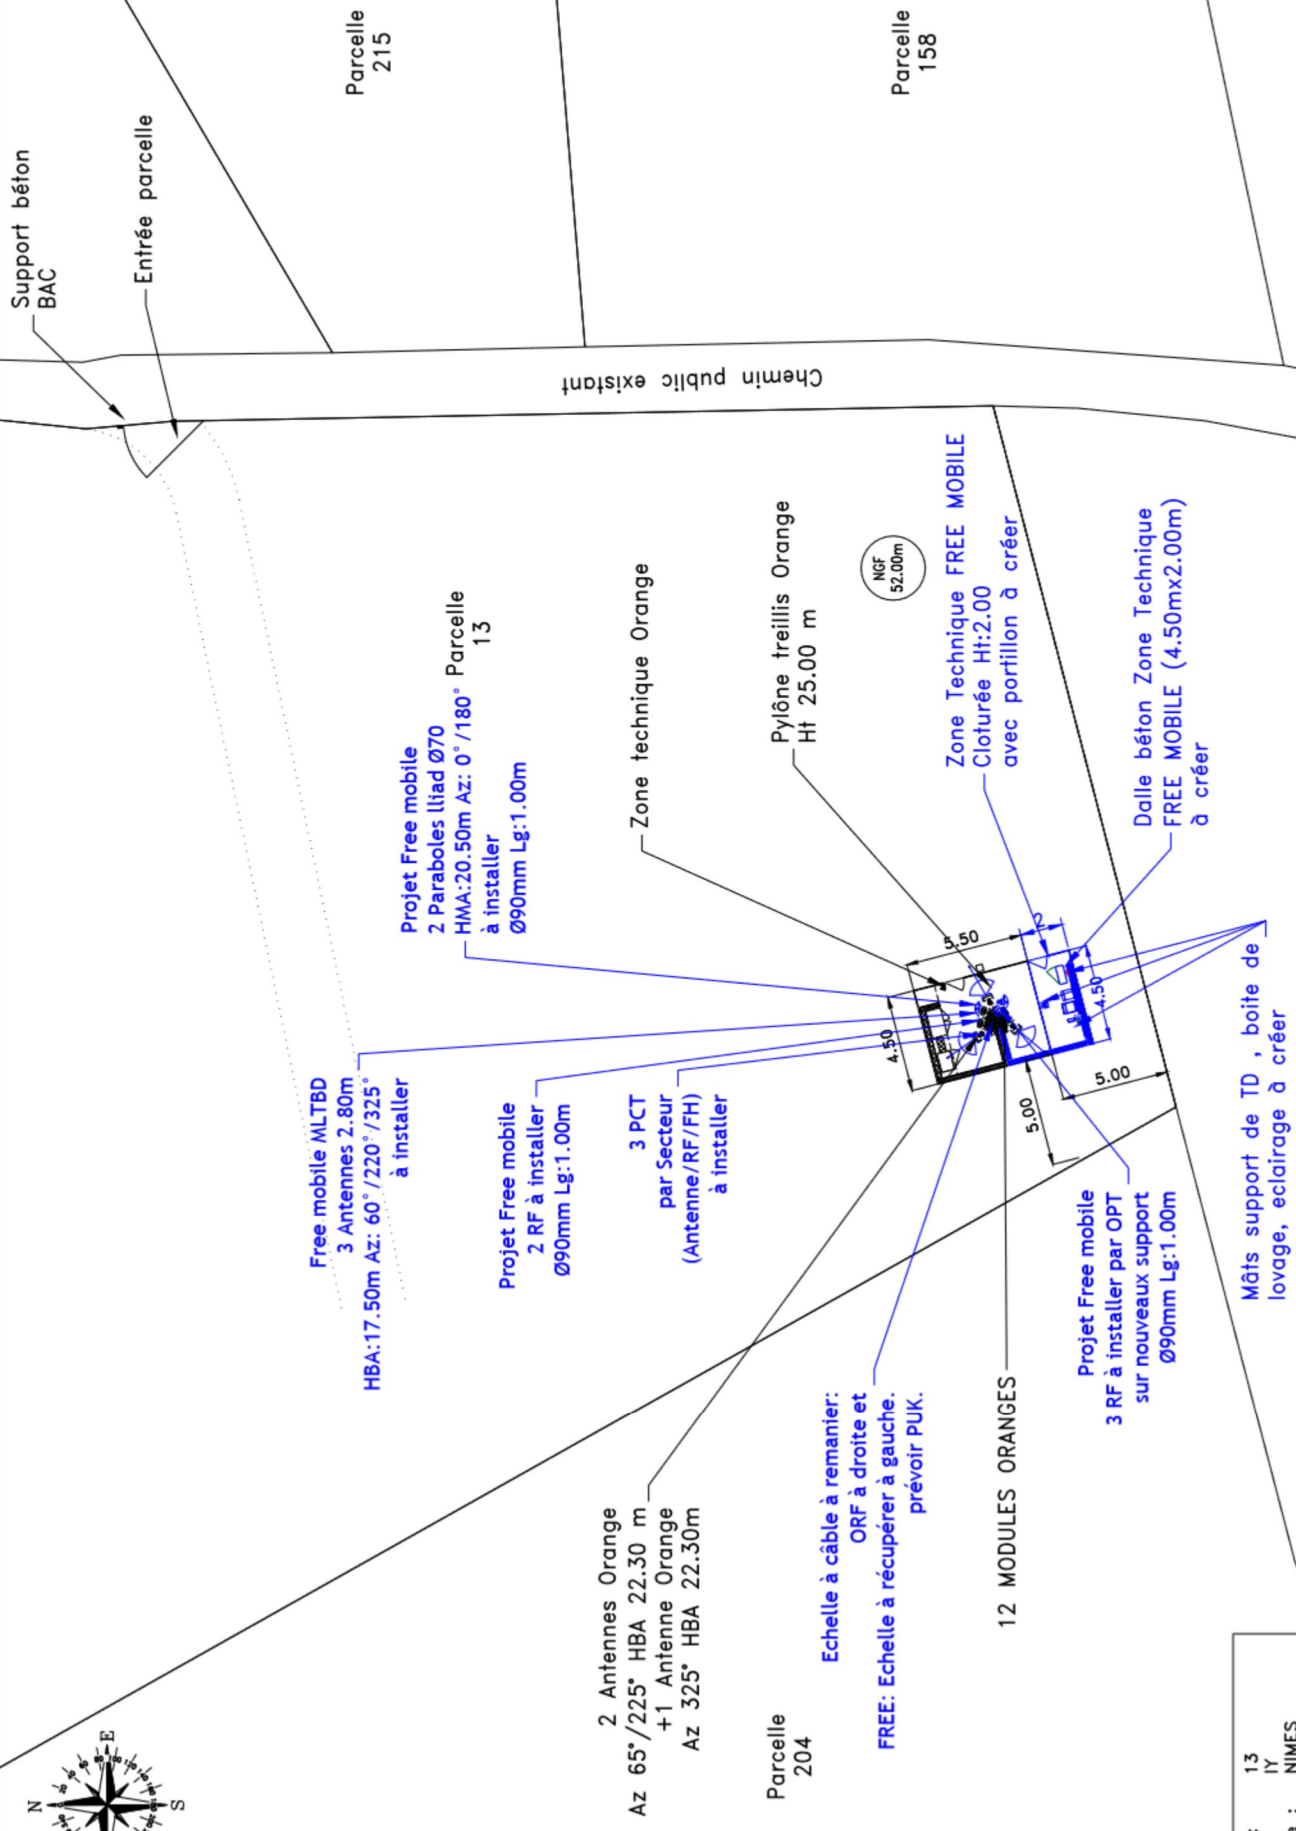 Support béton
BAC
Entrée parcelle
Parcelle
215
Parcelle
158
Chemin public existant
Projet Free mobile
2 Paraboles Iliad Ø70
HMA:20.50m Az: 0°/180°
à installer
Ø90mm Lg:1.00m
Parcelle
13
Zone technique Orange
Pylône treillis Orange
Ht 25.00 m
NGF
52.00m
Zone Technique FREE MOBILE
Cloturée Ht:2.00
avec portillon à créer
Dalle béton Zone Technique
FREE MOBILE (4.50mx2.00m)
à créer
Free mobile MLTBD
3 Antennes 2.80m
HBA:17.50m Az: 60°/220°/325°
à installer
Projet Free mobile
2 RF à installer
Ø90mm Lg:1.00m
3 PCT
par Secteur
(Antenne/RF/FH)
à installer
5.50
2
4.50
4.50
5.00
5.00
Mâts support de TD , boite de
lovage, eclairage à créer
Projet Free mobile
3 RF à installer par OPT
sur nouveaux support
Ø90mm Lg:1.00m
2 Antennes Orange
Az 65°/225° HBA 22.30 m
+1 Antenne Orange
Az 325° HBA 22.30m
Echelle à câble à remanier:
ORF à droite et
FREE: Echelle à récupérer à gauche.
prévoir PUK.
12 MODULES ORANGES
Parcelle
204
N
E
S
13
IY
NIMES